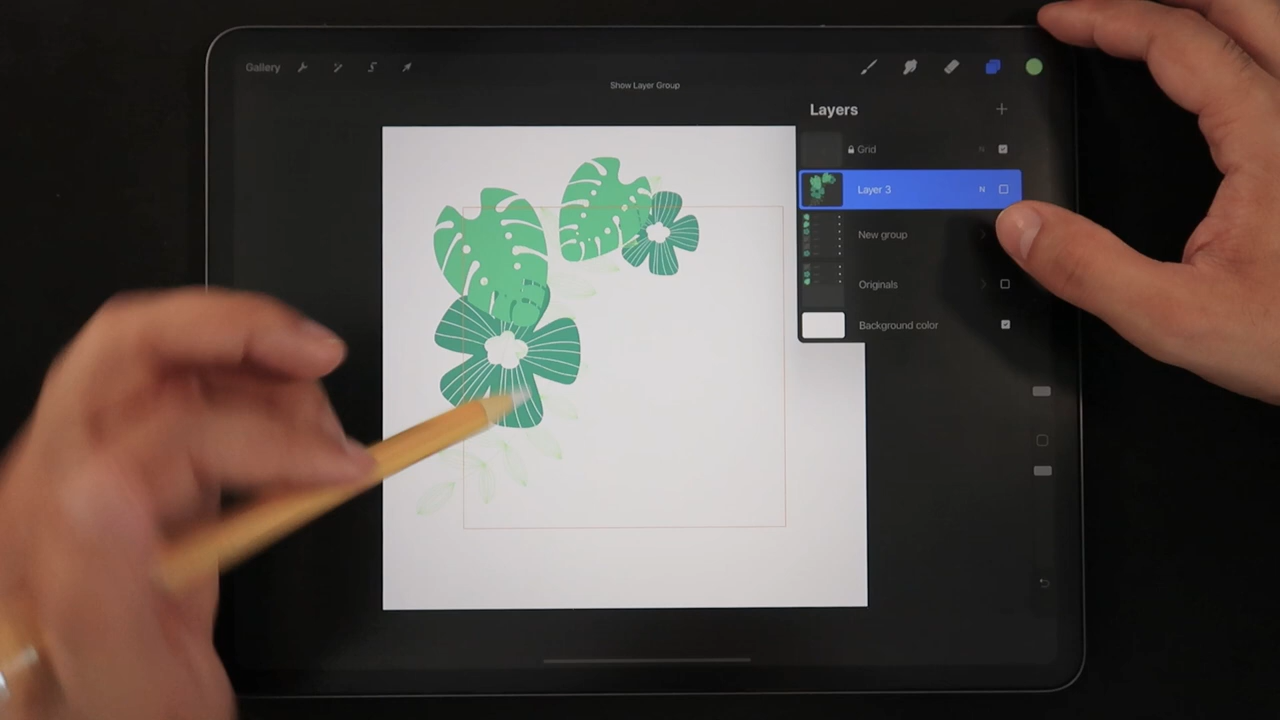 Gallery
Show Layer Group
Layers
Grid N
Layer 3 N
New group
Originals
Background color